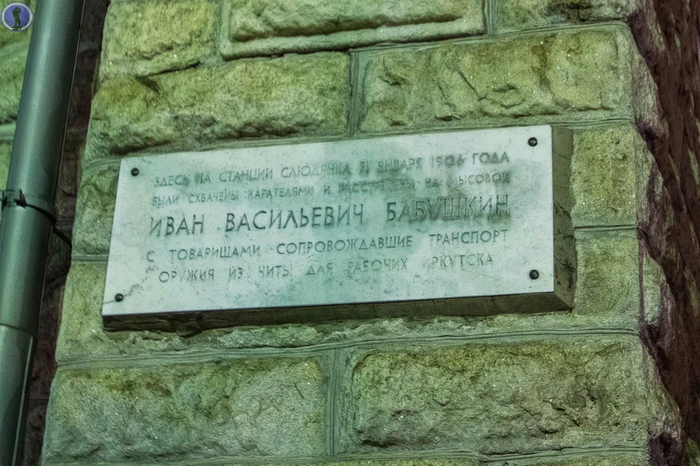 ЗДЕСЬ НА СТАНЦИИ СЛЮДЯНКА 31 ЯНВАРЯ 1906 ГОДА
БЫЛИ СХВАЧЕНЫ КАРАТЕЛЯМИ И РАССТРЕЛЯНЫ НА МЫСОВОЙ
ИВАН ВАСИЛЬЕВИЧ БАБУШКИН
С ТОВАРИЩАМИ СОПРОВОЖДАВШИЕ ТРАНСПОРТ
ОРУЖИЯ ИЗ ЧИТЫ ДЛЯ РАБОЧИХ ИРКУТСКА